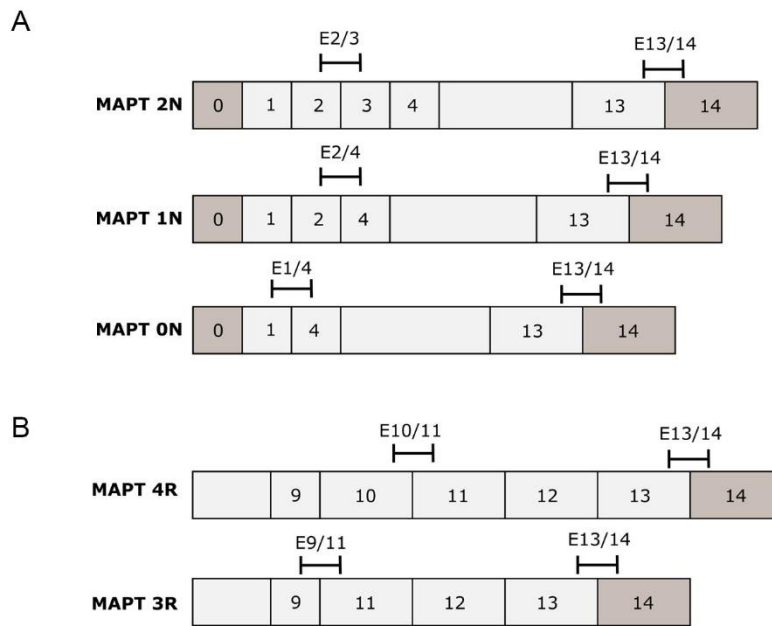 A
E2/3 E13/14
MAPT 2N 0 1 2 3 4 13 14
E2/4 E13/14
MAPT 1N 0 1 2 4 13 14
E1/4 E13/14
MAPT 0N 0 1 4 13 14
B
E10/11 E13/14
MAPT 4R 9 10 11 12 13 14
E9/11 E13/14
MAPT 3R 9 11 12 13 14